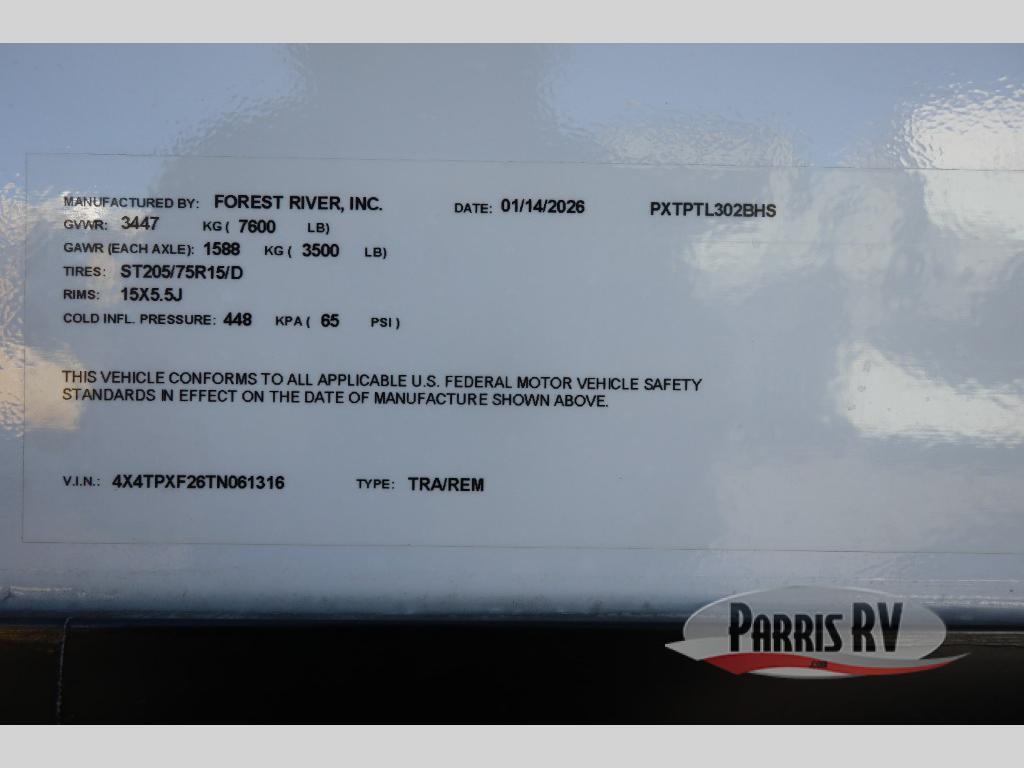 MANUFACTURED BY: FOREST RIVER, INC. DATE: 01/14/2026 PXTPTL302BHS
GVWR: 3447 KG ( 7600 LB)
GAWR (EACH AXLE): 1588 KG ( 3500 LB)
TIRES: ST205/75R15/D
RIMS: 15X5.5J
COLD INFL. PRESSURE: 448 KPA ( 65 PSI )
THIS VEHICLE CONFORMS TO ALL APPLICABLE U.S. FEDERAL MOTOR VEHICLE SAFETY
STANDARDS IN EFFECT ON THE DATE OF MANUFACTURE SHOWN ABOVE.
V.I.N.: 4X4TPXF26TN061316 TYPE: TRA/REM
PARRIS RV
.com